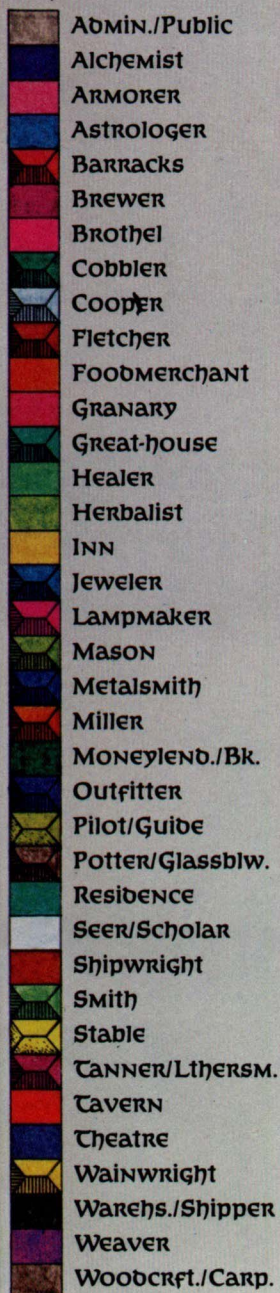 Admin./Public
Alchemist
Armorer
Astrologer
Barracks
Brewer
Brothel
Cobbler
Cooper
Fletcher
Foodmerchant
Granary
Great-house
Healer
Herbalist
Inn
Jeweler
Lampmaker
Mason
Metalsmith
Miller
Moneylend./Bk.
Outfitter
Pilot/Guide
Potter/Glassblw.
Residence
Seer/Scholar
Shipwright
Smith
Stable
Tanner/Lthersm.
Tavern
Theatre
Wainwright
Warehs./Shipper
Weaver
Woodcrft./Carp.